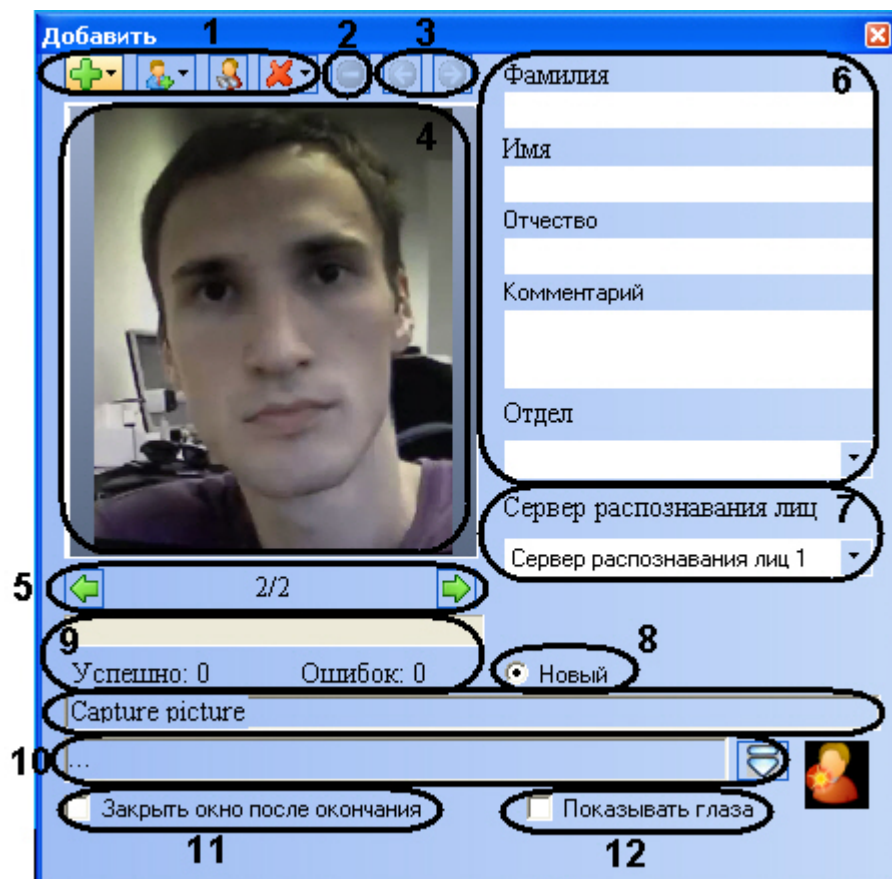 Добавить
1
2
3
4
Фамилия
6
Имя
Отчество
Комментарий
Отдел
Сервер распознавания лиц
7
Сервер распознавания лиц 1
5
2/2
9
Успешно: 0
Ошибок: 0
8
Новый
Capture picture
10
...
Закрыть окно после окончания
Показывать глаза
11
12